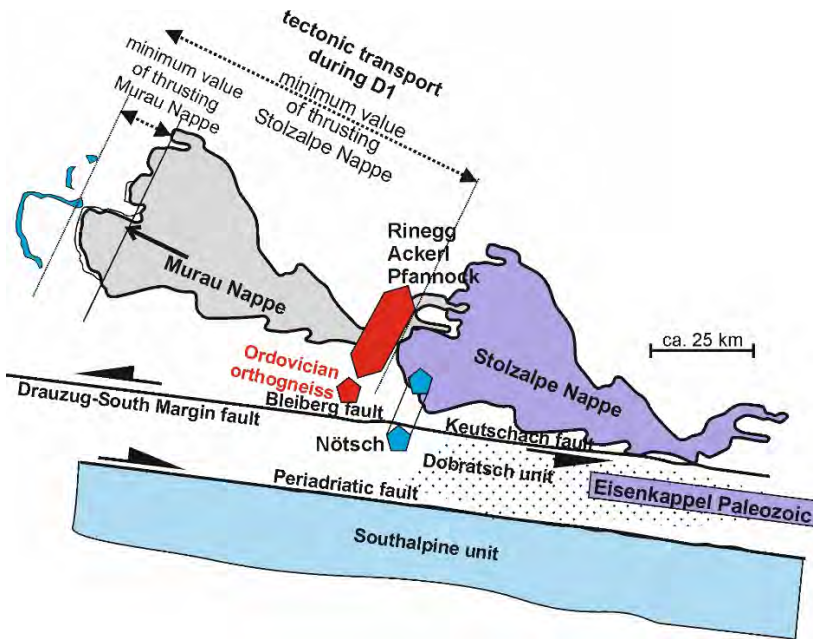 tectonic transport
during D1
minimum value
of thrusting
Murau Nappe
minimum value
of thrusting
Stolzalpe Nappe
Rinegg
Ackerl
Pfannock
Murau Nappe
ca. 25 km
Stolzalpe Nappe
Ordovician
orthogneiss
Bleiberg fault
Drauzug-South Margin fault
Keutschach fault
Nötsch
Dobratsch unit
Periadriatic fault
Eisenkappel Paleozoic
Southalpine unit